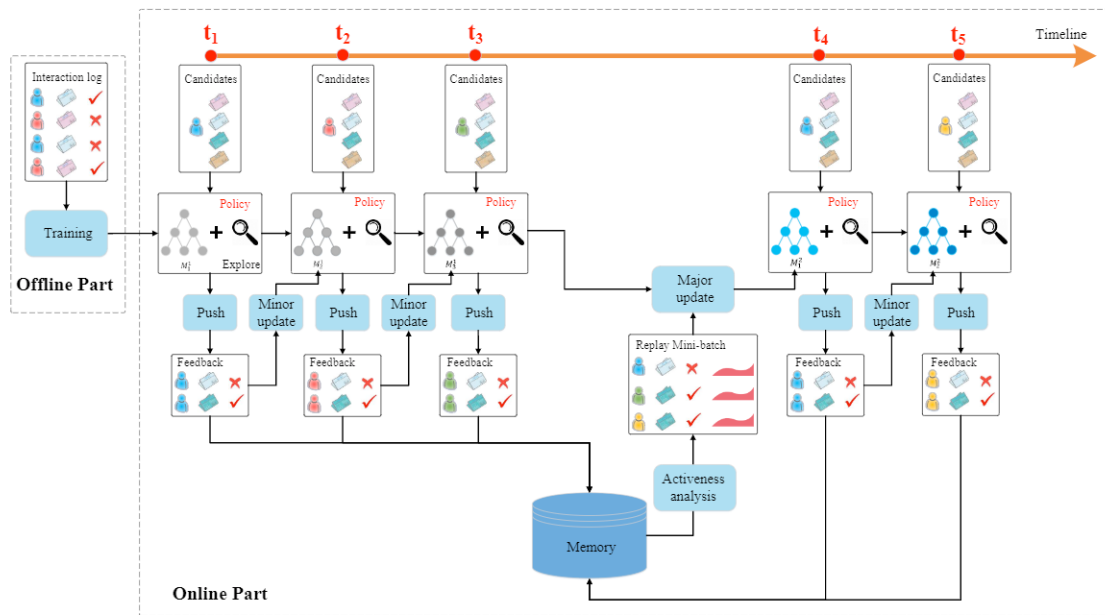 t1
t2
t3
t4
t5
Timeline
Interaction log
Candidates
Candidates
Candidates
Candidates
Candidates
Policy
Policy
Policy
Policy
Policy
Training
+
+
+
+
+
Explore
Offline Part
Push
Minor
update
Push
Minor
update
Push
Major
update
Push
Minor
update
Push
Feedback
Feedback
Feedback
Replay Mini-batch
Feedback
Feedback
Activeness
analysis
Memory
Online Part